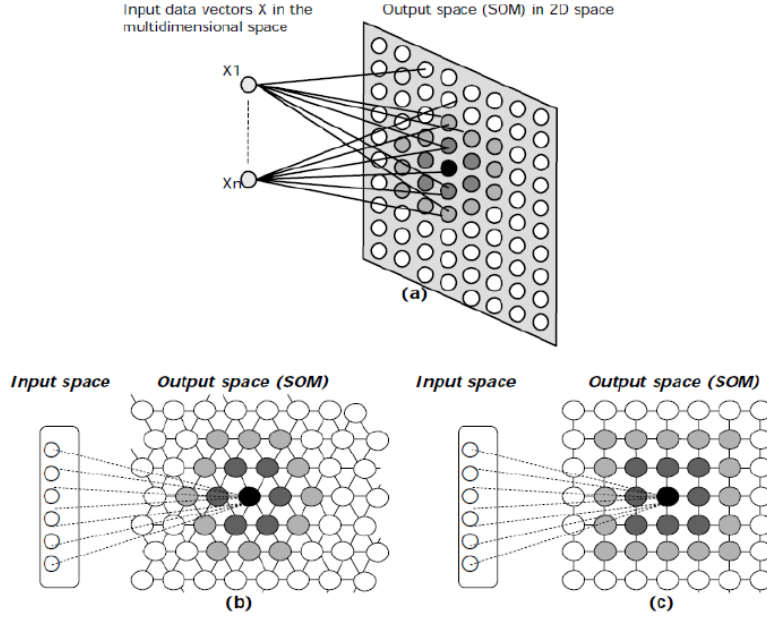 Input data vectors X in the
multidimensional space
Output space (SOM) in 2D space
X1
Xn
(a)
Input space
Output space (SOM)
Input space
Output space (SOM)
(b)
(c)